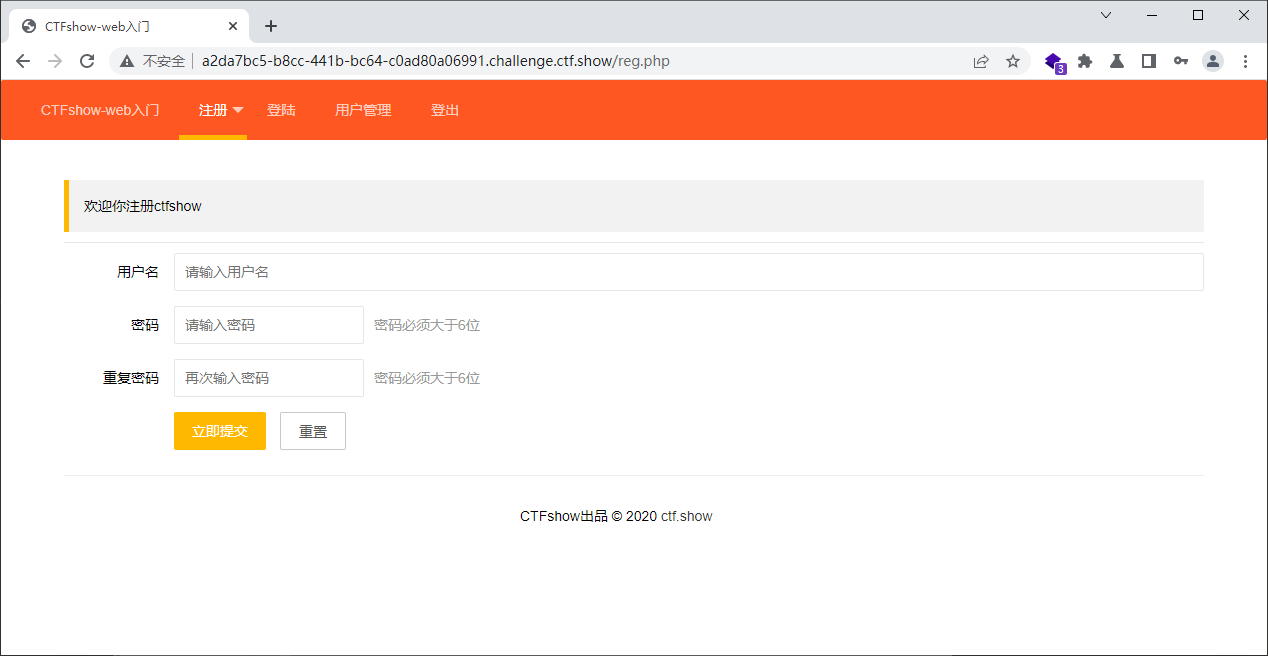 CTFshow-web入门
不安全 a2da7bc5-b8cc-441b-bc64-c0ad80a06991.challenge.ctf.show/reg.php
3
CTFshow-web入门 注册 登陆 用户管理 登出
欢迎你注册ctfshow
用户名 请输入用户名
密码 请输入密码 密码必须大于6位
重复密码 再次输入密码 密码必须大于6位
立即提交 重置
CTFshow出品 © 2020 ctf.show